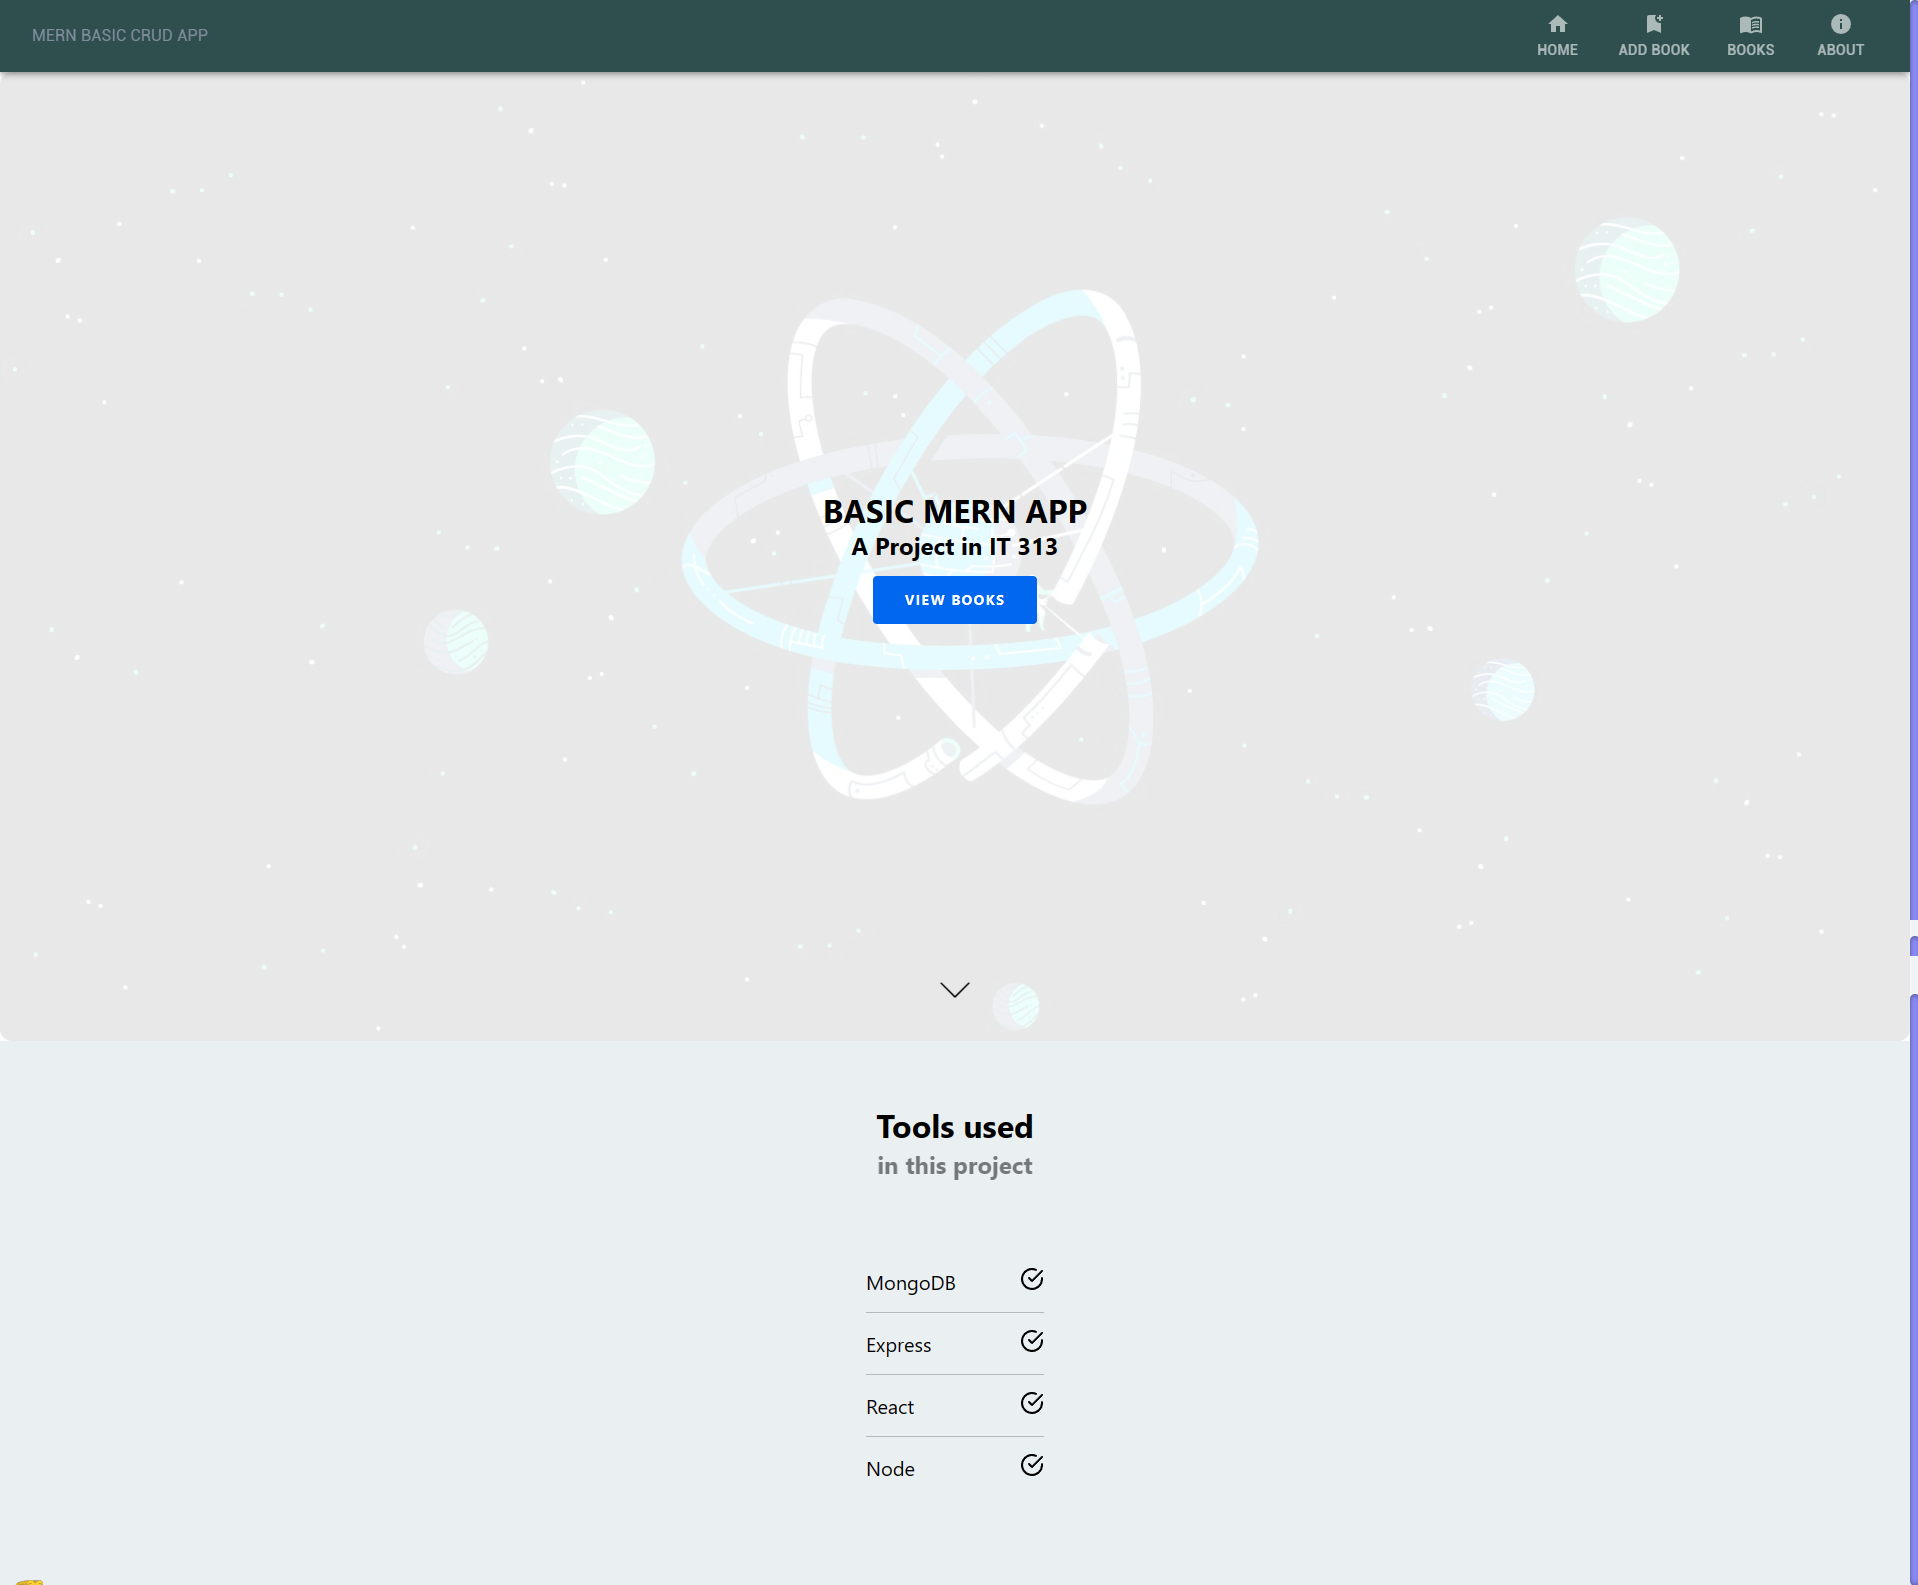 MERN BASIC CRUD APP
HOME
ADD BOOK
BOOKS
ABOUT
BASIC MERN APP
A Project in IT 313
VIEW BOOKS
Tools used
in this project
MongoDB
Express
React
Node